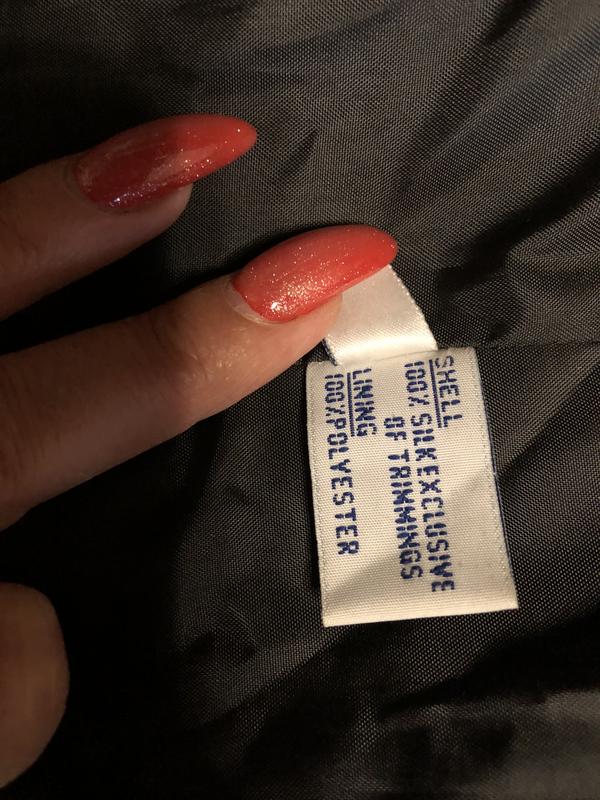 SHELL
100% SILK EXCLUSIVE
OF TRIMMINGS
LINING
100% POLYESTER